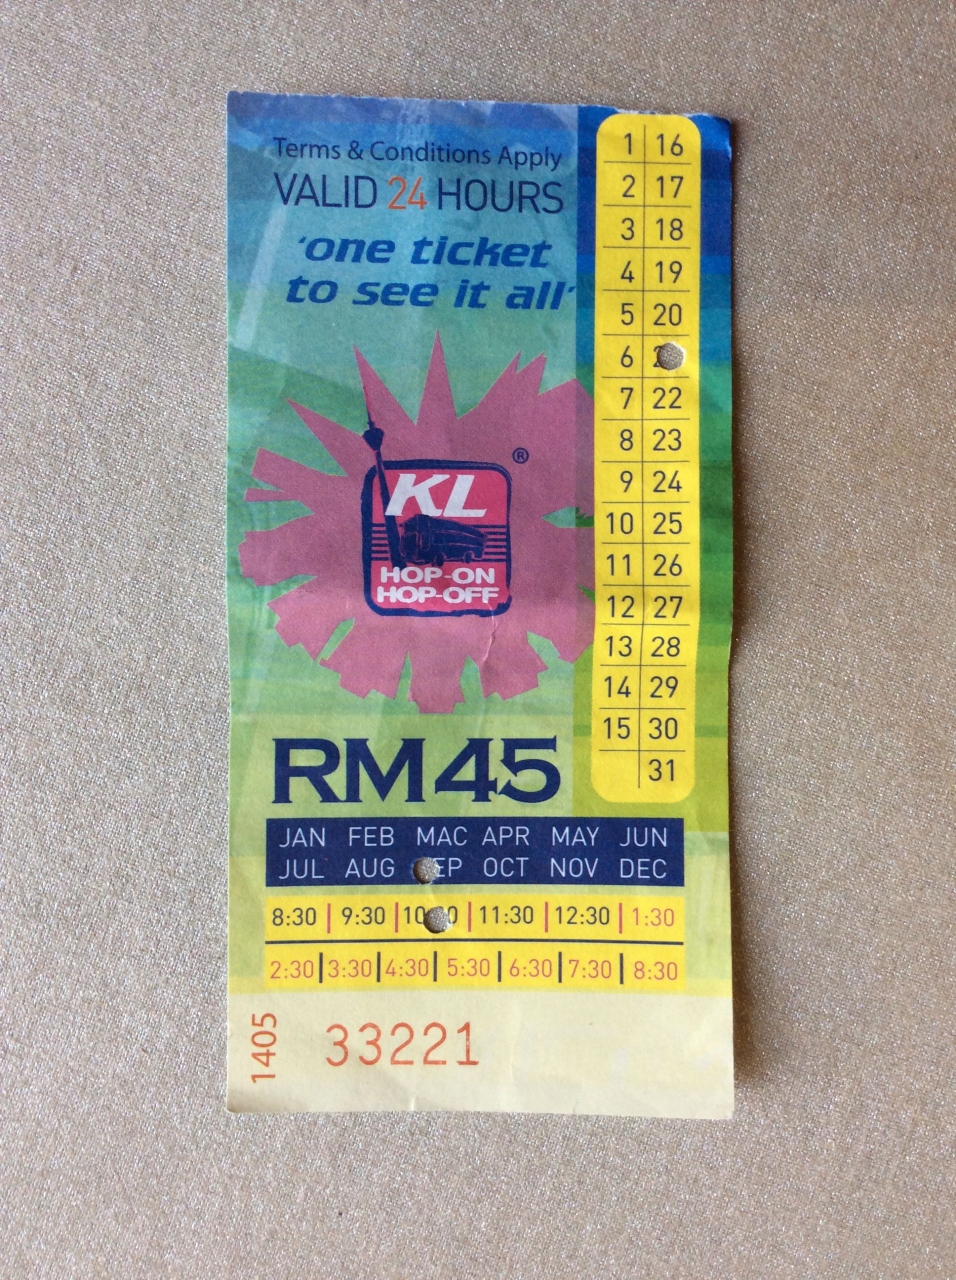 Terms & Conditions Apply
VALID 24 HOURS
'one ticket
to see it all'
®
KL
HOP-ON
HOP-OFF
RM45
1 16
2 17
3 18
4 19
5 20
6
7 22
8 23
9 24
10 25
11 26
12 27
13 28
14 29
15 30
31
JAN FEB MAC APR MAY JUN
JUL AUG EP OCT NOV DEC
8:30 9:30 10 0 11:30 12:30 1:30
2:30 3:30 4:30 5:30 6:30 7:30 8:30
1405
33221